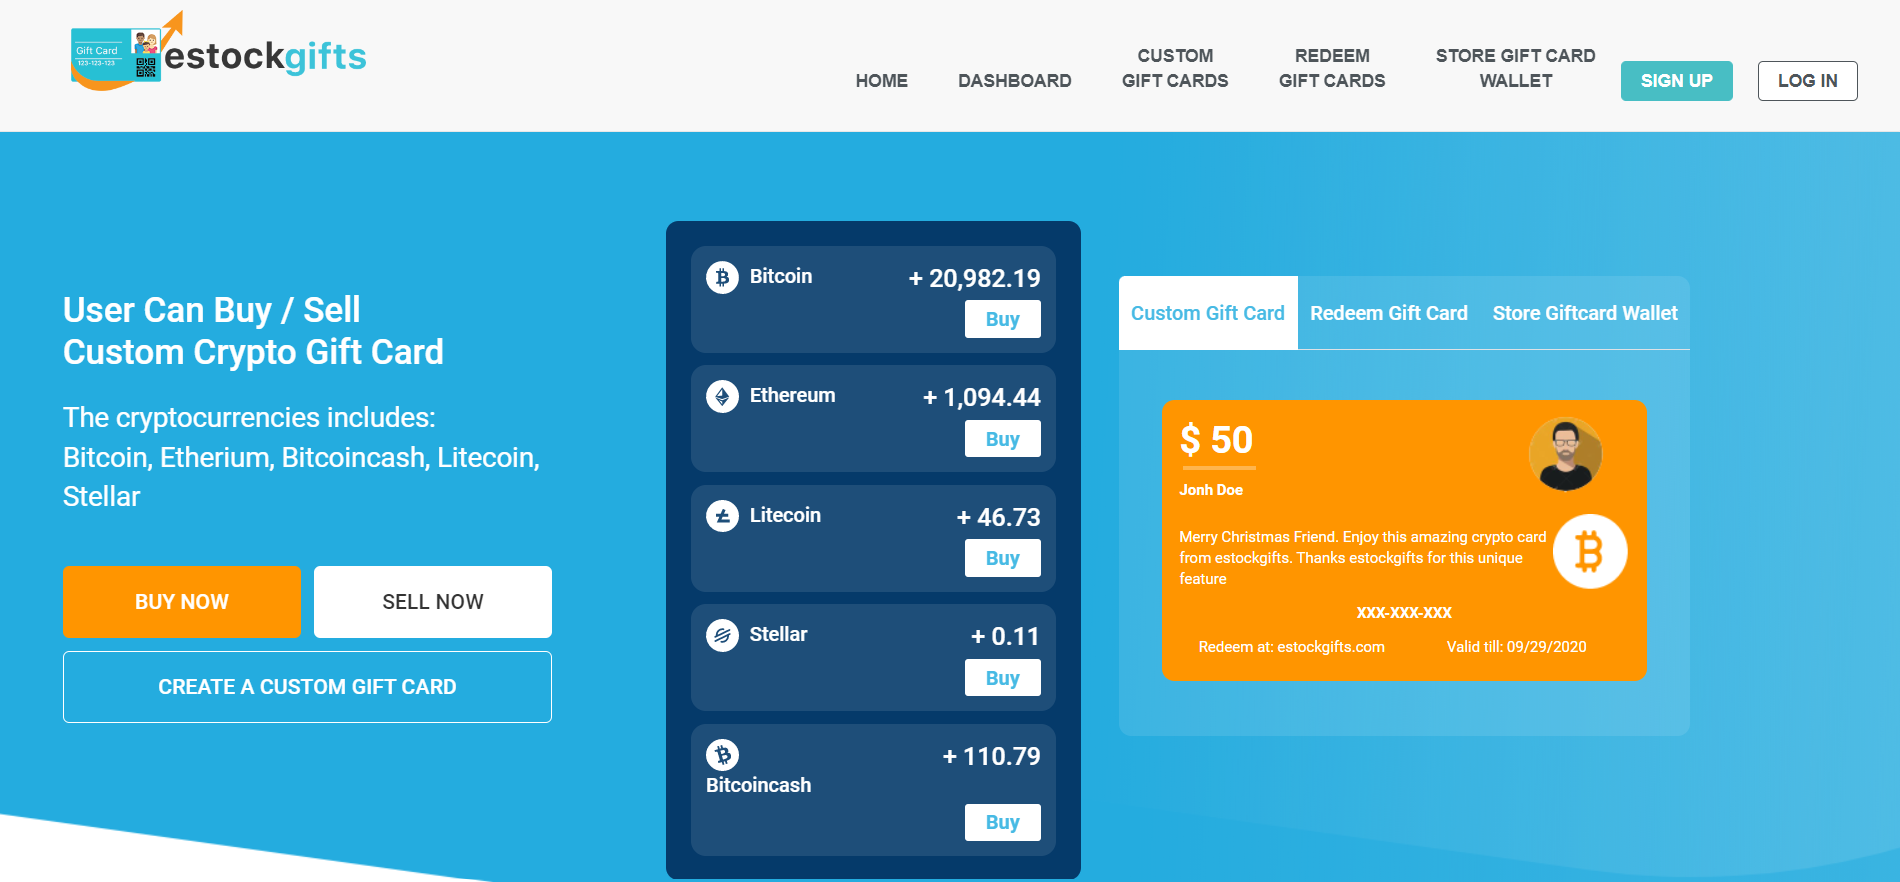 Gift Card
123-123-123
estockgifts
HOME
DASHBOARD
CUSTOM
GIFT CARDS
REDEEM
GIFT CARDS
STORE GIFT CARD
WALLET
SIGN UP
LOG IN
User Can Buy / Sell
Custom Crypto Gift Card
The cryptocurrencies includes:
Bitcoin, Etherium, Bitcoincash, Litecoin,
Stellar
BUY NOW
SELL NOW
CREATE A CUSTOM GIFT CARD
Bitcoin
+ 20,982.19
Buy
Ethereum
+ 1,094.44
Buy
Litecoin
+ 46.73
Buy
Stellar
+ 0.11
Buy
Bitcoincash
+ 110.79
Buy
Custom Gift Card
Redeem Gift Card
Store Giftcard Wallet
$ 50
Jonh Doe
Merry Christmas Friend. Enjoy this amazing crypto card
from estockgifts. Thanks estockgifts for this unique
feature
XXX-XXX-XXX
Redeem at: estockgifts.com
Valid till: 09/29/2020